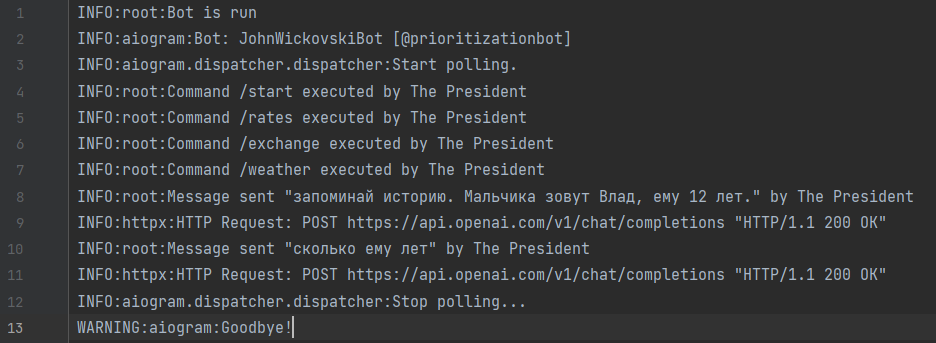 1 INFO:root:Bot is run
2 INFO:aiogram:Bot: JohnWickovskiBot [@prioritizationbot]
3 INFO:aiogram.dispatcher.dispatcher:Start polling.
4 INFO:root:Command /start executed by The President
5 INFO:root:Command /rates executed by The President
6 INFO:root:Command /exchange executed by The President
7 INFO:root:Command /weather executed by The President
8 INFO:root:Message sent "запоминай историю. Мальчика зовут Влад, ему 12 лет." by The President
9 INFO:httpx:HTTP Request: POST https://api.openai.com/v1/chat/completions "HTTP/1.1 200 OK"
10 INFO:root:Message sent "сколько ему лет" by The President
11 INFO:httpx:HTTP Request: POST https://api.openai.com/v1/chat/completions "HTTP/1.1 200 OK"
12 INFO:aiogram.dispatcher.dispatcher:Stop polling...
13 WARNING:aiogram:Goodbye!